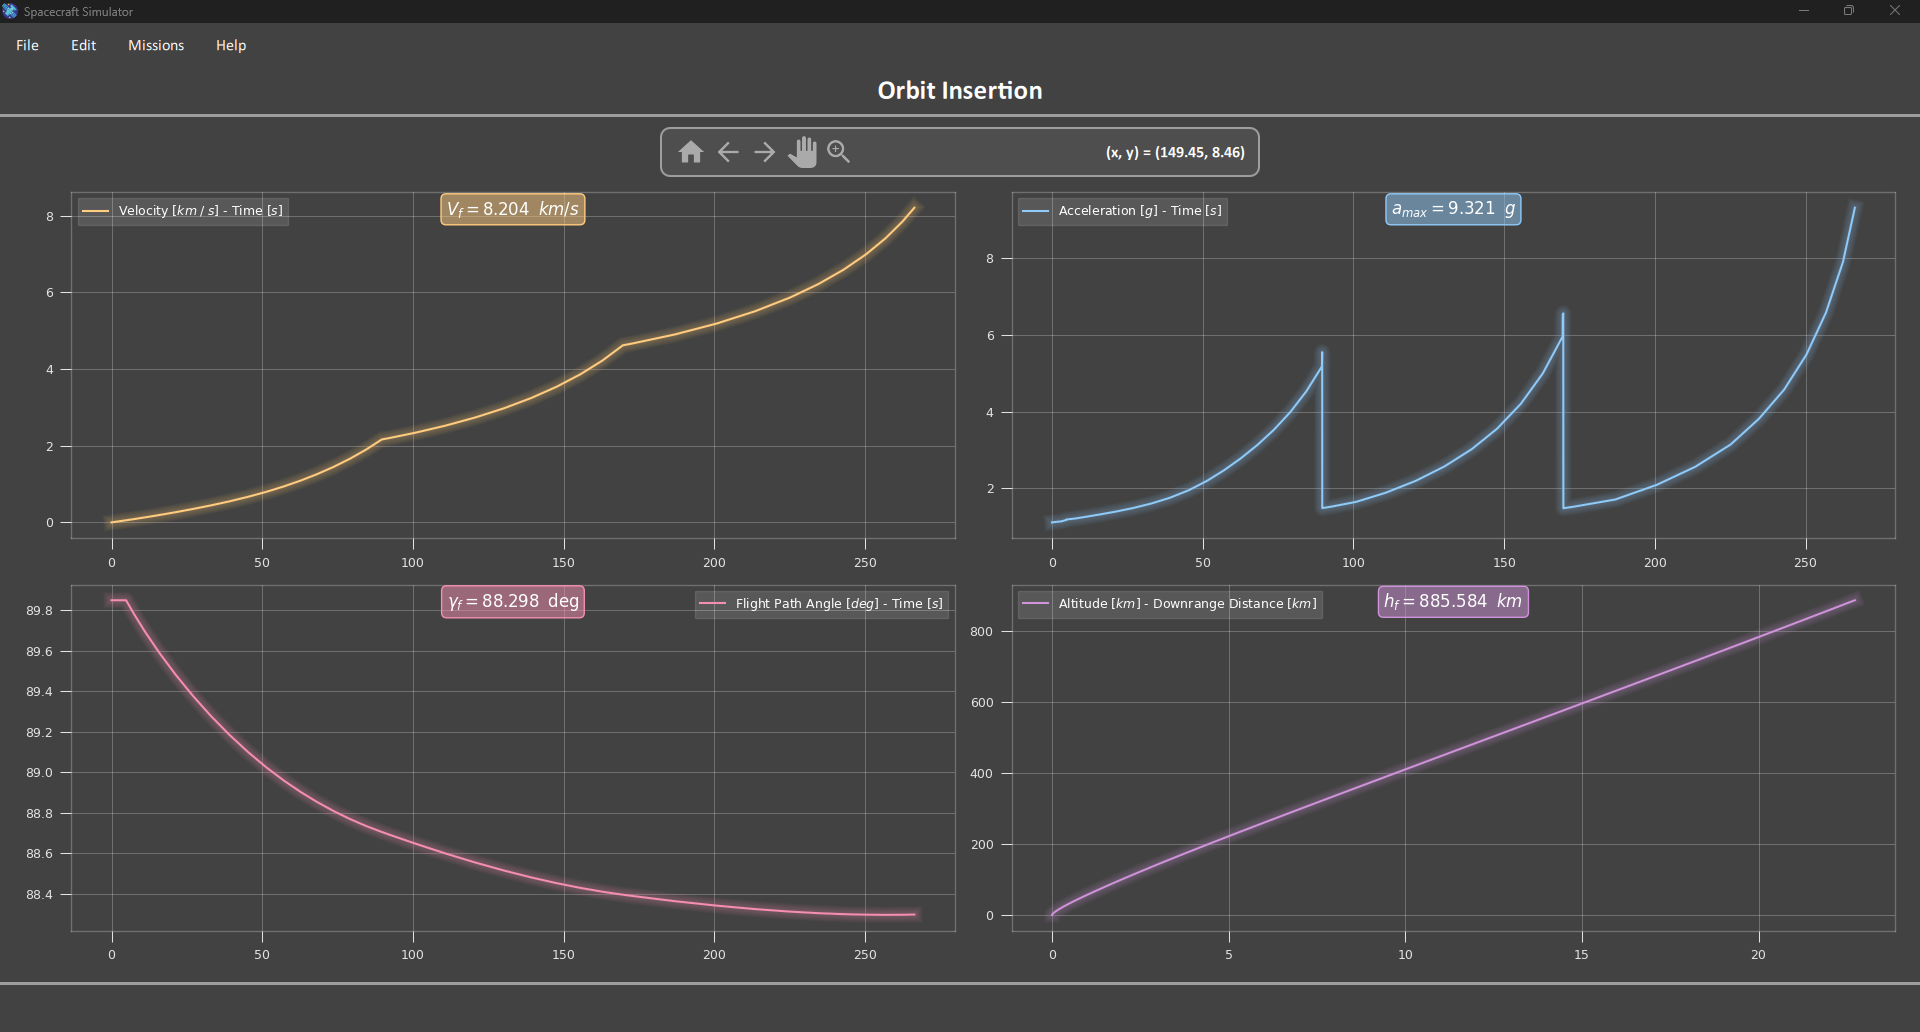 Spacecraft Simulator
File Edit Missions Help
Orbit Insertion
(x, y) = (149.45, 8.46)
Velocity [km / s] - Time [s]
V_f = 8.204 km/s
8
6
4
2
0
0 50 100 150 200 250
Acceleration [g] - Time [s]
a_max = 9.321 g
8
6
4
2
0 50 100 150 200 250
γ_f = 88.298 deg
Flight Path Angle [deg] - Time [s]
89.8
89.6
89.4
89.2
89.0
88.8
88.6
88.4
0 50 100 150 200 250
Altitude [km] - Downrange Distance [km]
h_f = 885.584 km
800
600
400
200
0
0 5 10 15 20